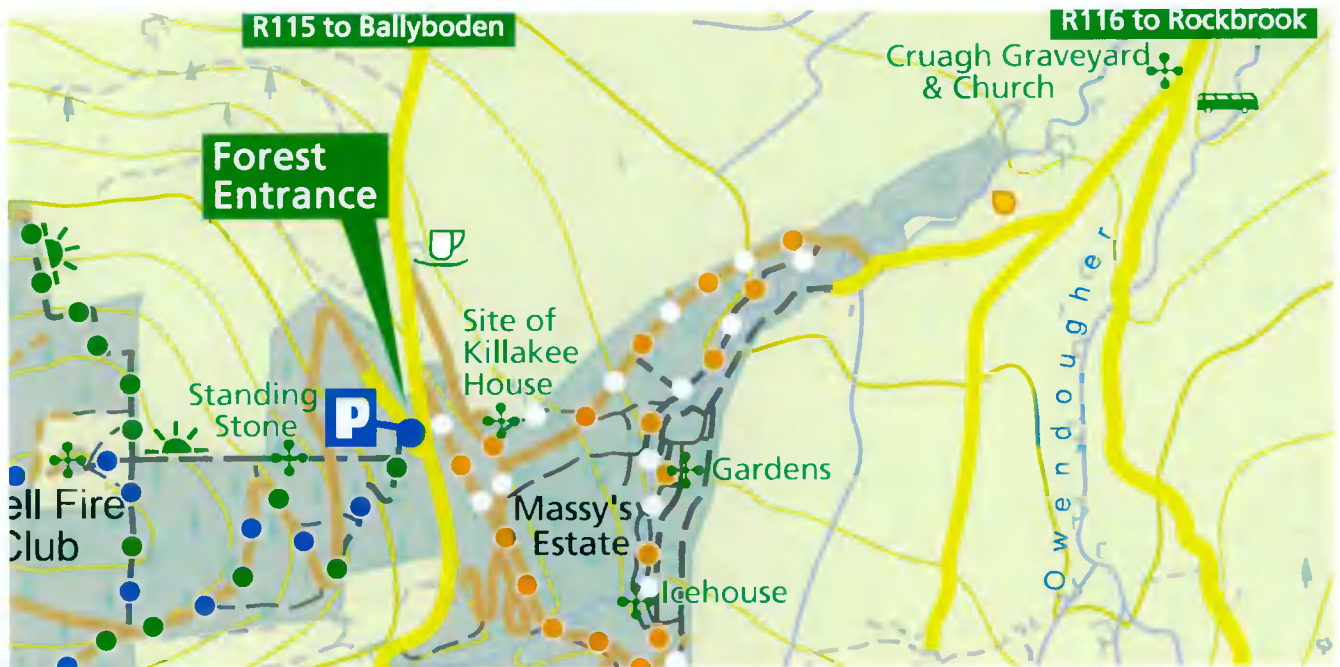 R115 to Ballyboden
R116 to Rockbrook
Cruagh Graveyard
& Church
Forest
Entrance
Site of
Killakee
House
Standing
Stone
P
Gardens
ell Fire
Club
Massy's
Estate
Icehouse
Owendougher